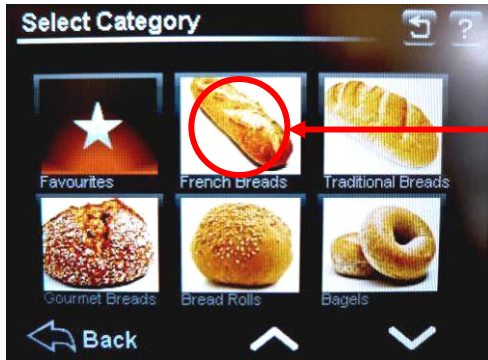 Select Category
?
Favourites
French Breads
Traditional Breads
Gourmet Breads
Bread Rolls
Bagels
Back